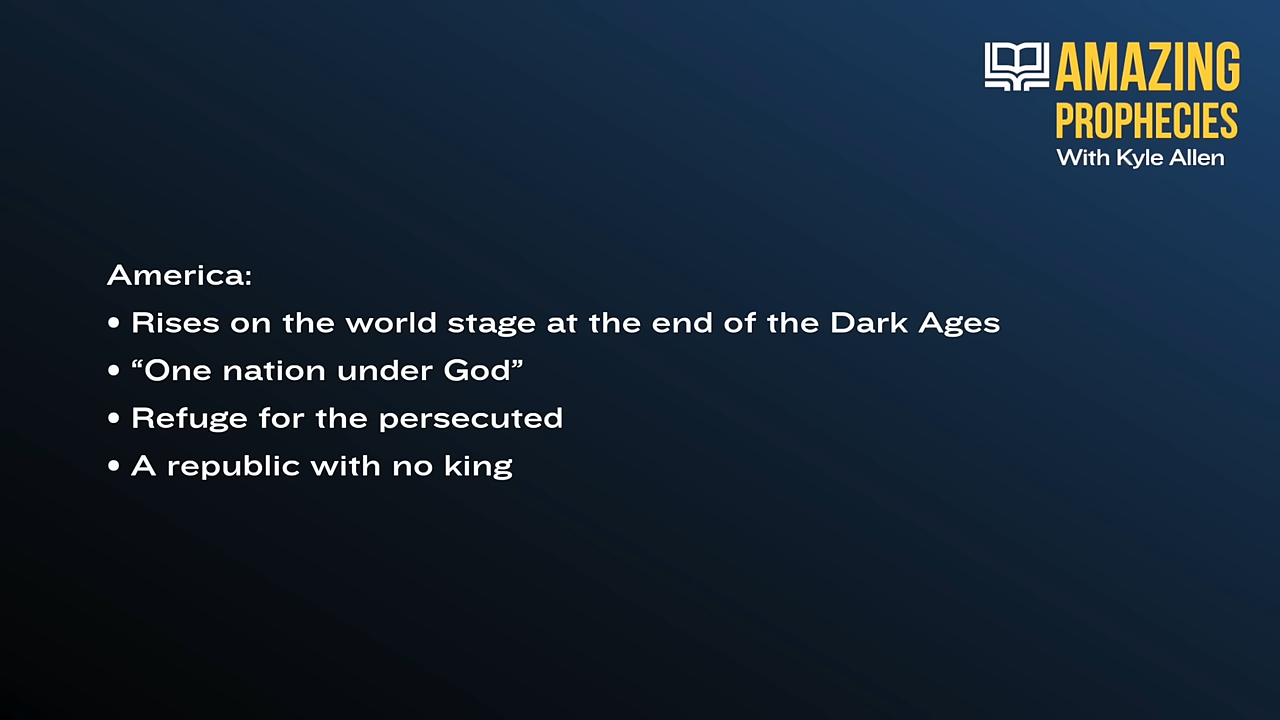 AMAZING
PROPHECIES
With Kyle Allen
America:
• Rises on the world stage at the end of the Dark Ages
• “One nation under God”
• Refuge for the persecuted
• A republic with no king